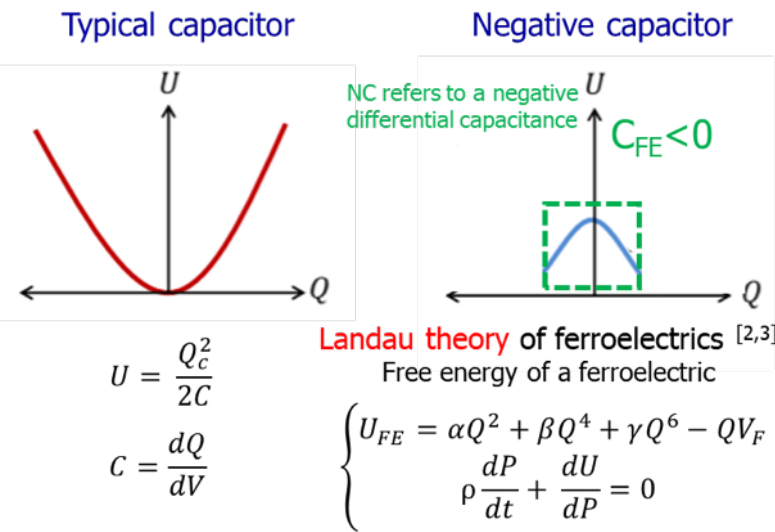 Typical capacitor
U
Q
U = Q_c^2 / 2C
C = dQ / dV
Negative capacitor
NC refers to a negative
differential capacitance
U
C_FE<0
Q
Landau theory of ferroelectrics [2,3]
Free energy of a ferroelectric
U_FE = αQ^2 + βQ^4 + γQ^6 − QV_F
ρ dP/dt + dU/dP = 0